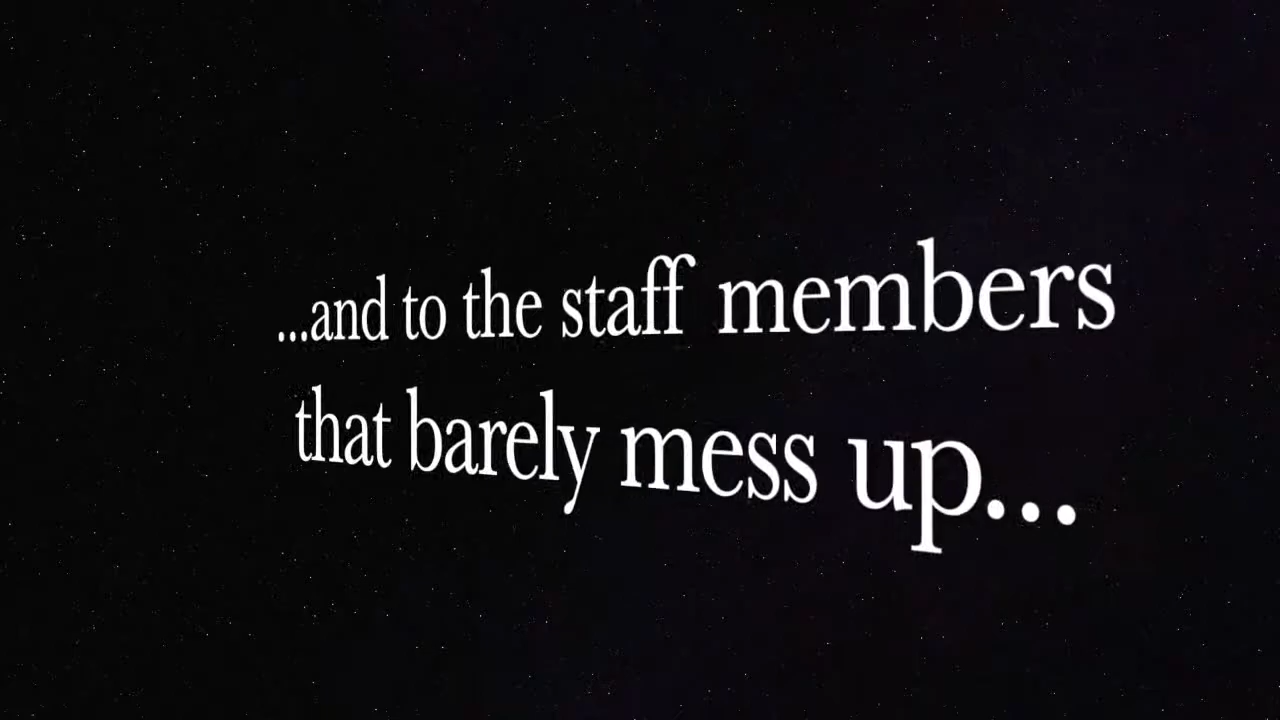 ...and to the staff members
that barely mess up...